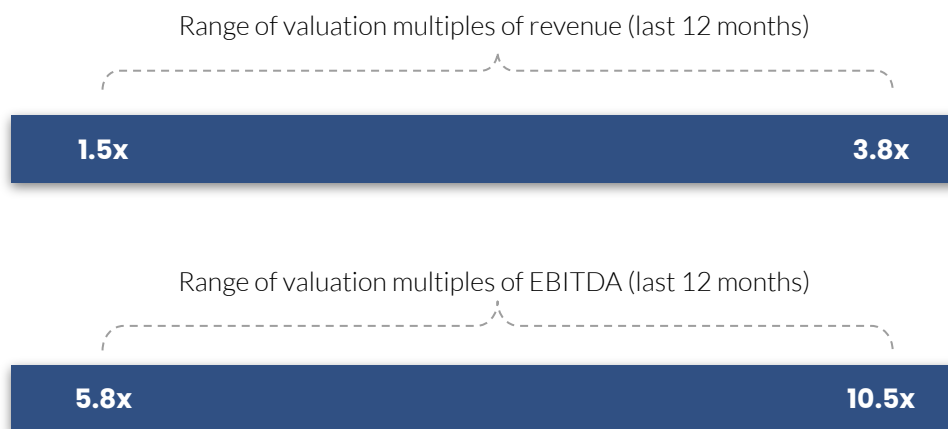 Range of valuation multiples of revenue (last 12 months)
1.5x 3.8x
Range of valuation multiples of EBITDA (last 12 months)
5.8x 10.5x